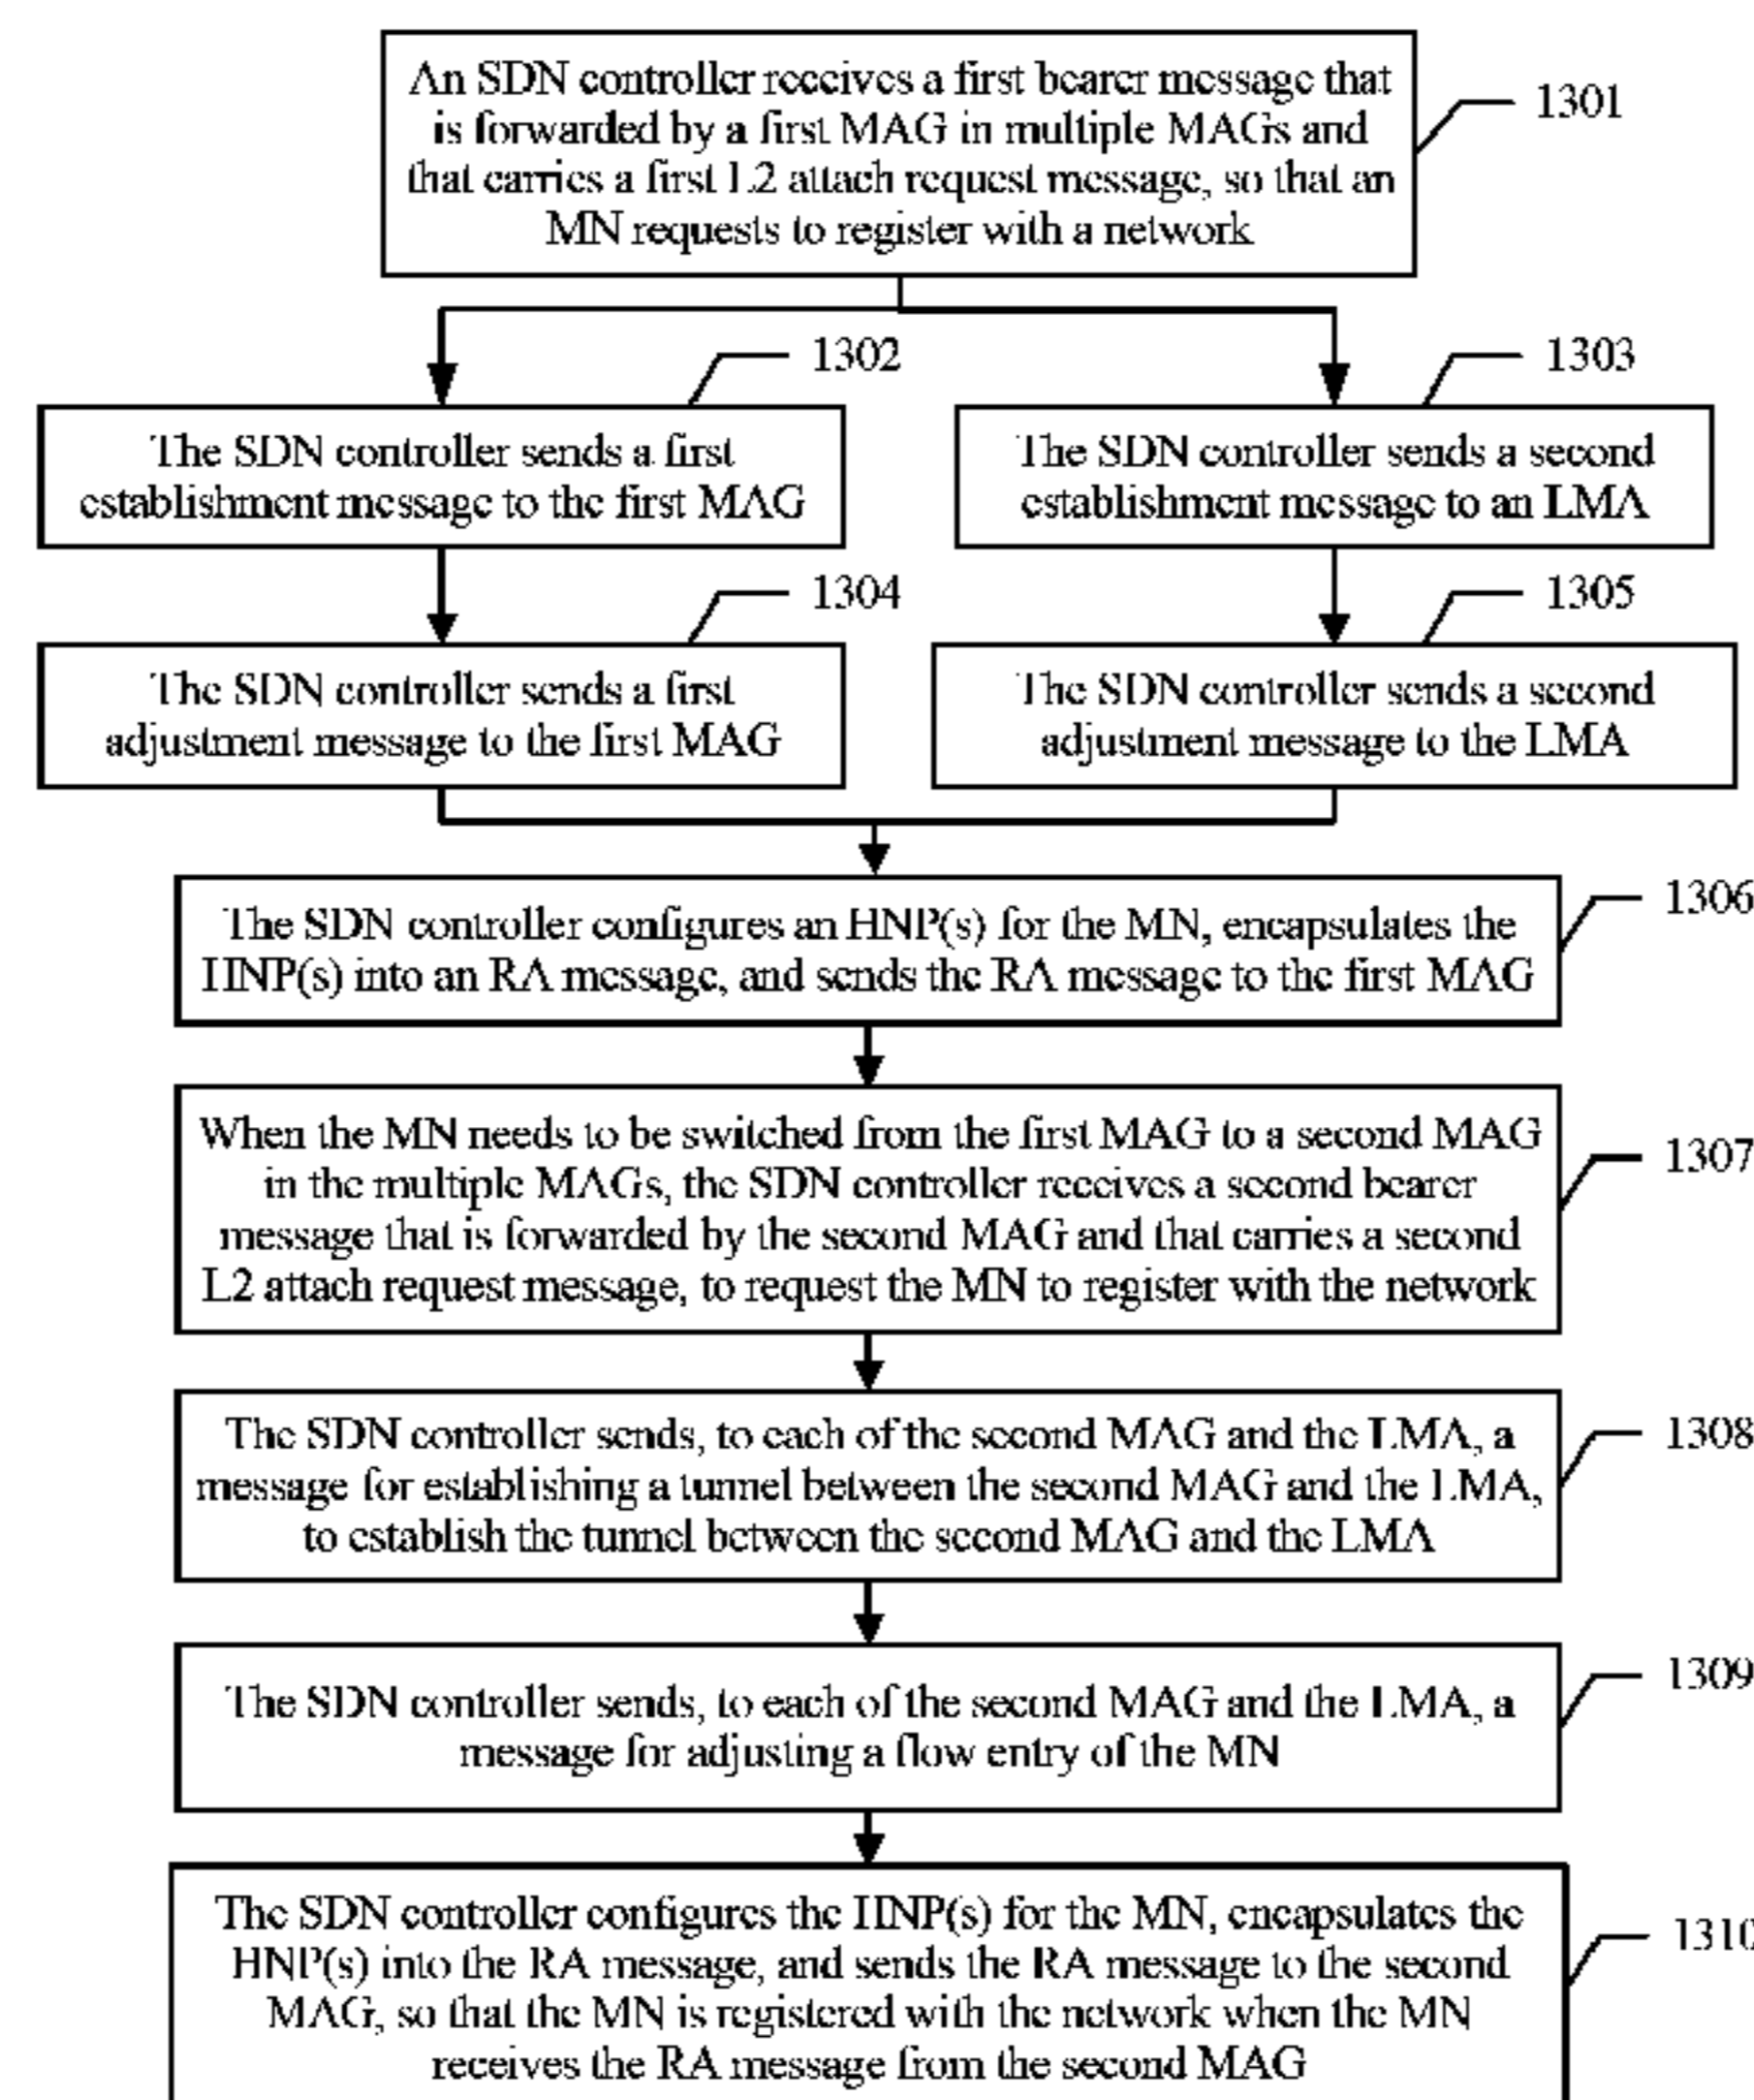 An SDN controller receives a first bearer message that
is forwarded by a first MAG in multiple MAGs and
that carries a first L2 attach request message, so that an
MN requests to register with a network
1301
1302
1303
The SDN controller sends a first
establishment message to the first MAG
The SDN controller sends a second
establishment message to an LMA
1304
1305
The SDN controller sends a first
adjustment message to the first MAG
The SDN controller sends a second
adjustment message to the LMA
The SDN controller configures an HNP(s) for the MN, encapsulates the
HNP(s) into an RA message, and sends the RA message to the first MAG
1306
When the MN needs to be switched from the first MAG to a second MAG
in the multiple MAGs, the SDN controller receives a second bearer
message that is forwarded by the second MAG and that carries a second
L2 attach request message, to request the MN to register with the network
1307
The SDN controller sends, to each of the second MAG and the LMA, a
message for establishing a tunnel between the second MAG and the LMA,
to establish the tunnel between the second MAG and the LMA
1308
The SDN controller sends, to each of the second MAG and the LMA, a
message for adjusting a flow entry of the MN
1309
The SDN controller configures the HNP(s) for the MN, encapsulates the
HNP(s) into the RA message, and sends the RA message to the second
MAG, so that the MN is registered with the network when the MN
receives the RA message from the second MAG
1310